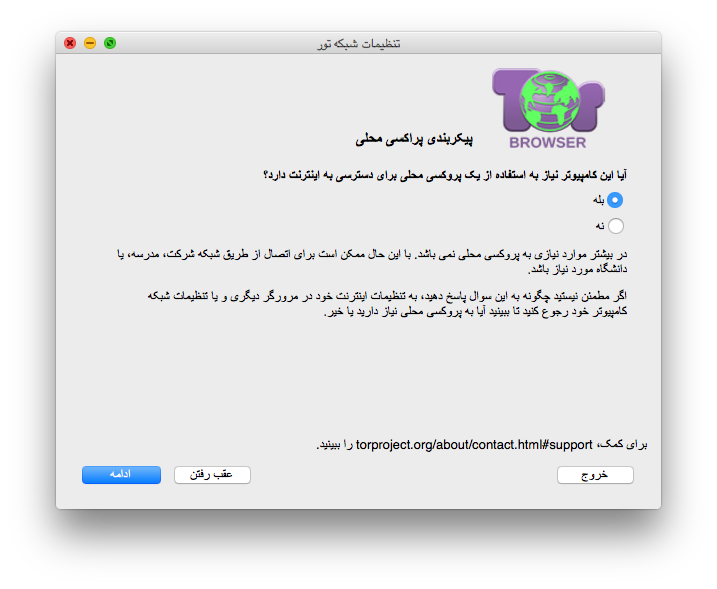 تنظیمات شبکه تور
Tor
BROWSER
پیکربندی پراکسی محلی
آیا این کامپیوتر نیاز به استفاده از یک پروکسی محلی برای دسترسی به اینترنت دارد؟
بله
نه
در بیشتر موارد نیازی به پروکسی محلی نمی باشد. با این حال ممکن است برای اتصال از طریق شبکه شرکت، مدرسه، یا
دانشگاه مورد نیاز باشد.
اگر مطمئن نیستید چگونه به این سوال پاسخ دهید، به تنظیمات اینترنت خود در مرورگر دیگری و یا تنظیمات شبکه
کامپیوتر خود رجوع کنید تا ببینید آیا به پروکسی محلی نیاز دارید یا خیر.
برای کمک، torproject.org/about/contact.html#support را ببینید.
خروج
عقب رفتن
ادامه